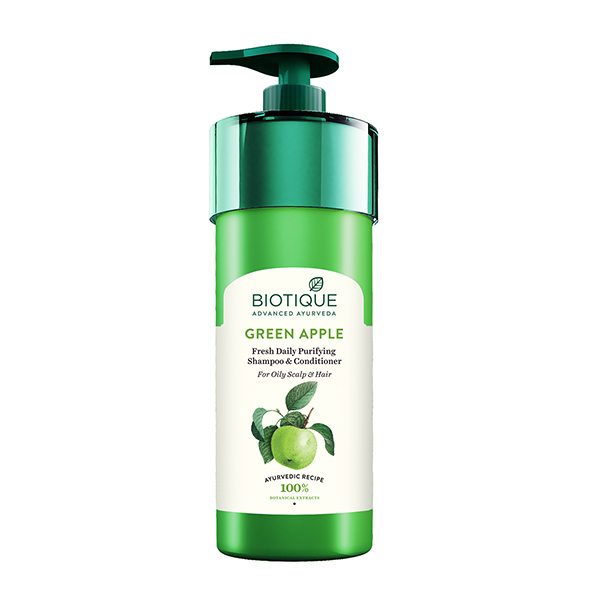 BIOTIQUE
ADVANCED AYURVEDA
GREEN APPLE
Fresh Daily Purifying
Shampoo & Conditioner
For Oily Scalp & Hair
AYURVEDIC RECIPE
100%
BOTANICAL EXTRACTS